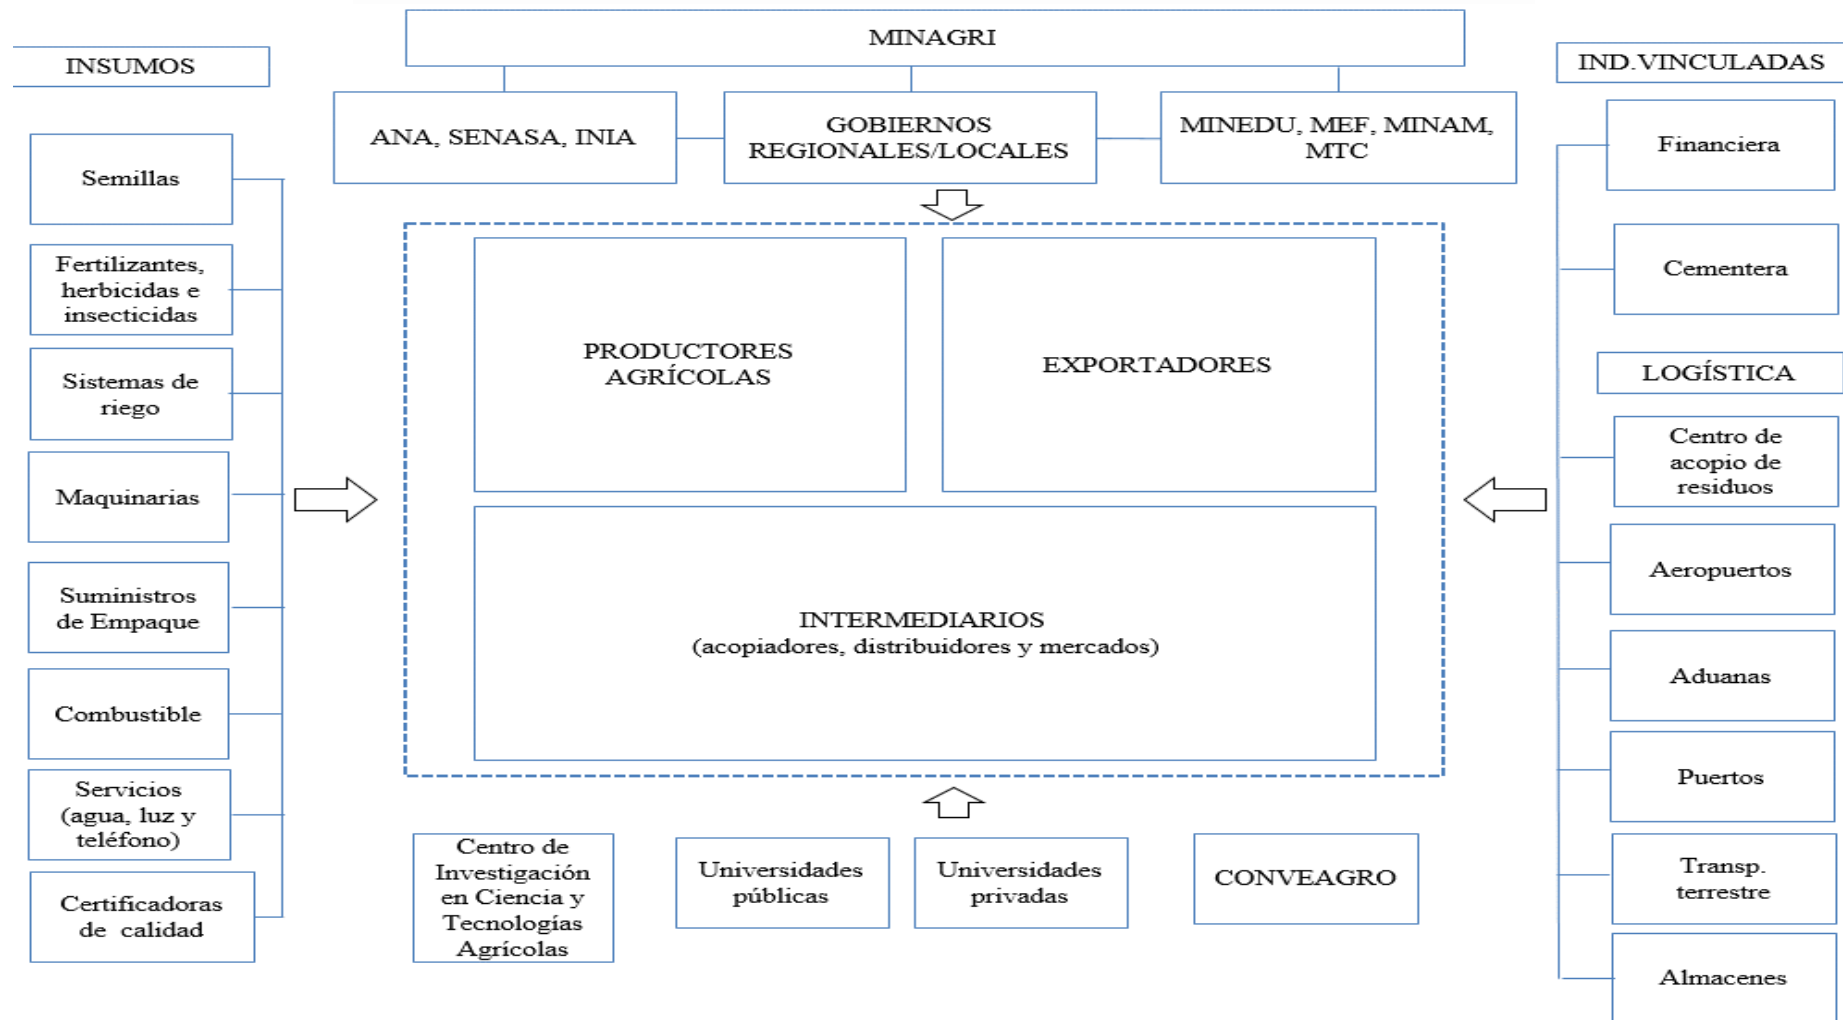 MINAGRI
INSUMOS
IND.VINCULADAS
ANA, SENASA, INIA
GOBIERNOS
REGIONALES/LOCALES
MINEDU, MEF, MINAM,
MTC
Semillas
Fertilizantes,
herbicidas e
insecticidas
Sistemas de
riego
Maquinarias
Suministros
de Empaque
Combustible
Servicios
(agua, luz y
teléfono)
Certificadoras
de calidad
PRODUCTORES
AGRÍCOLAS
EXPORTADORES
INTERMEDIARIOS
(acopiadores, distribuidores y mercados)
Centro de
Investigación
en Ciencia y
Tecnologías
Agrícolas
Universidades
públicas
Universidades
privadas
CONVEAGRO
Financiera
Cementera
LOGÍSTICA
Centro de
acopio de
residuos
Aeropuertos
Aduanas
Puertos
Transp.
terrestre
Almacenes